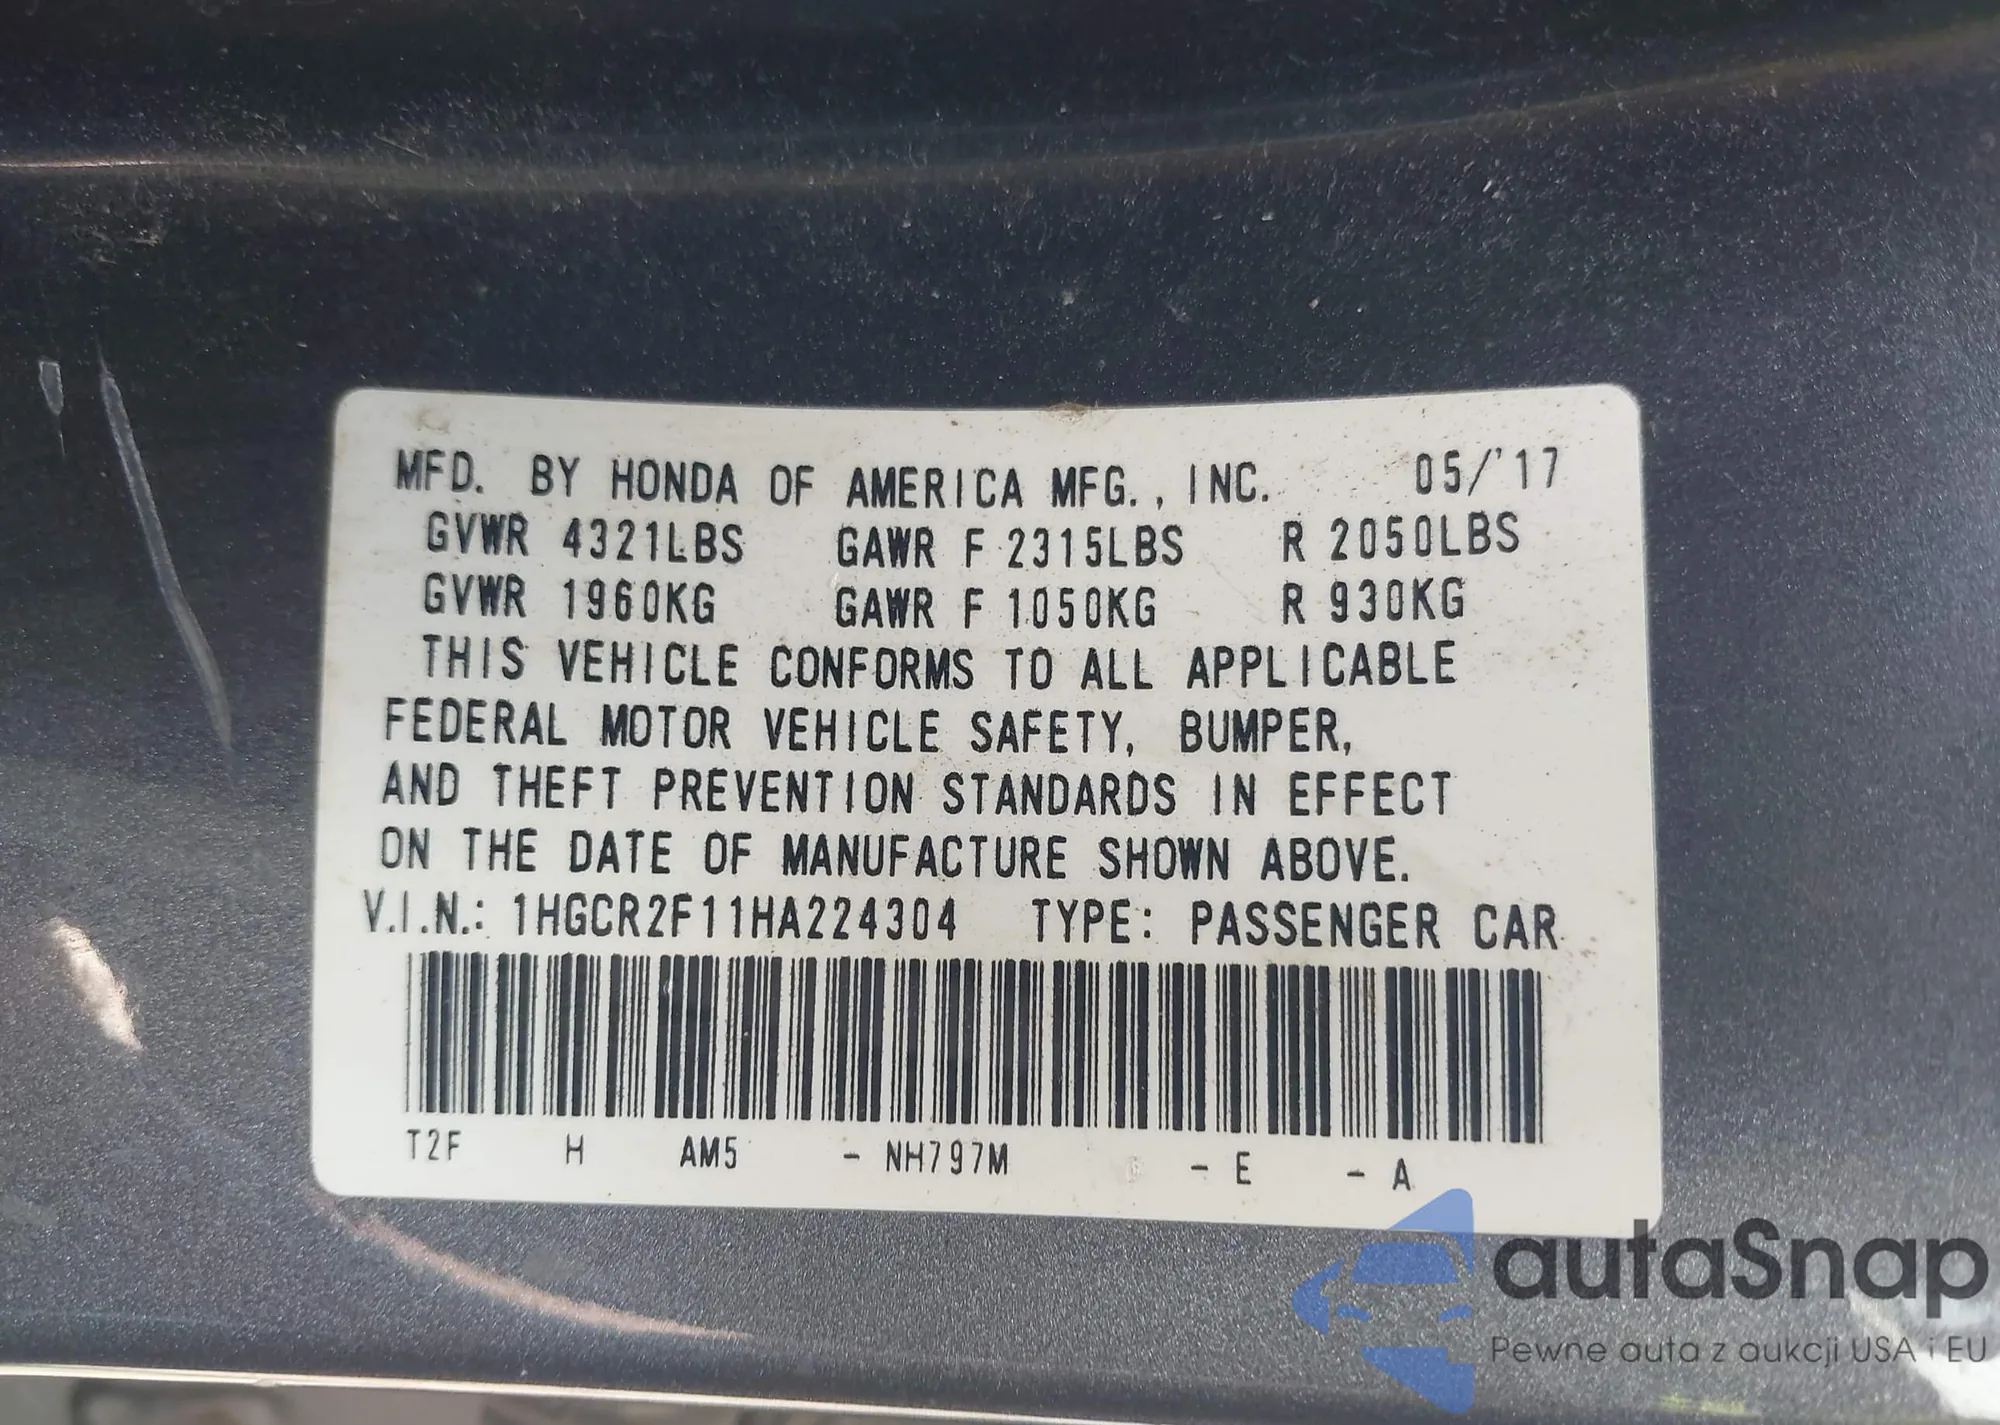 MFD. BY HONDA OF AMERICA MFG., INC. 05/'17
GVWR 4321LBS GAWR F 2315LBS R 2050LBS
GVWR 1960KG GAWR F 1050KG R 930KG
THIS VEHICLE CONFORMS TO ALL APPLICABLE
FEDERAL MOTOR VEHICLE SAFETY, BUMPER,
AND THEFT PREVENTION STANDARDS IN EFFECT
ON THE DATE OF MANUFACTURE SHOWN ABOVE.
V.I.N.: 1HGCR2F11HA224304 TYPE: PASSENGER CAR
T2F H AM5 - NH797M - E - A
autaSnap
Pewne auta z aukcji USA i EU